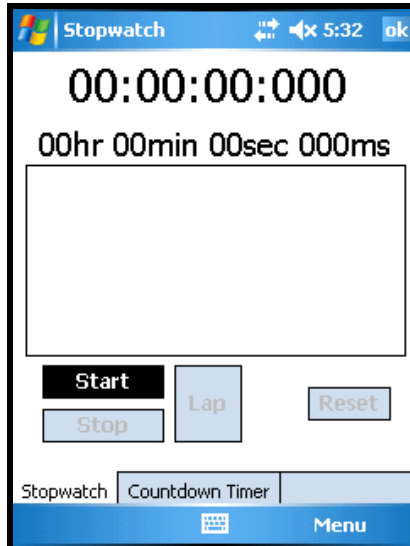 Stopwatch 5:32 ok
00:00:00:000
00hr 00min 00sec 000ms
Start
Stop
Lap
Reset
Stopwatch Countdown Timer
Menu